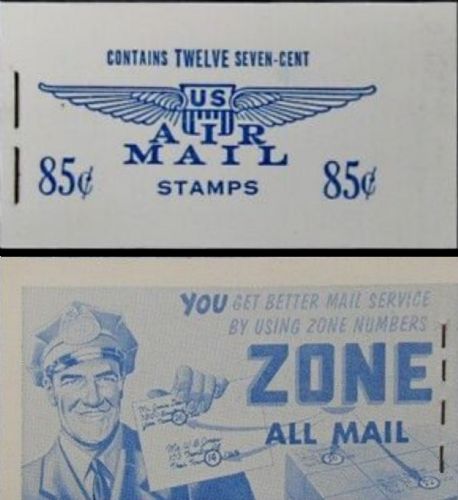 CONTAINS TWELVE SEVEN-CENT
US
AIR
MAIL
85¢ STAMPS 85¢
YOU GET BETTER MAIL SERVICE
BY USING ZONE NUMBERS
ZONE
ALL MAIL